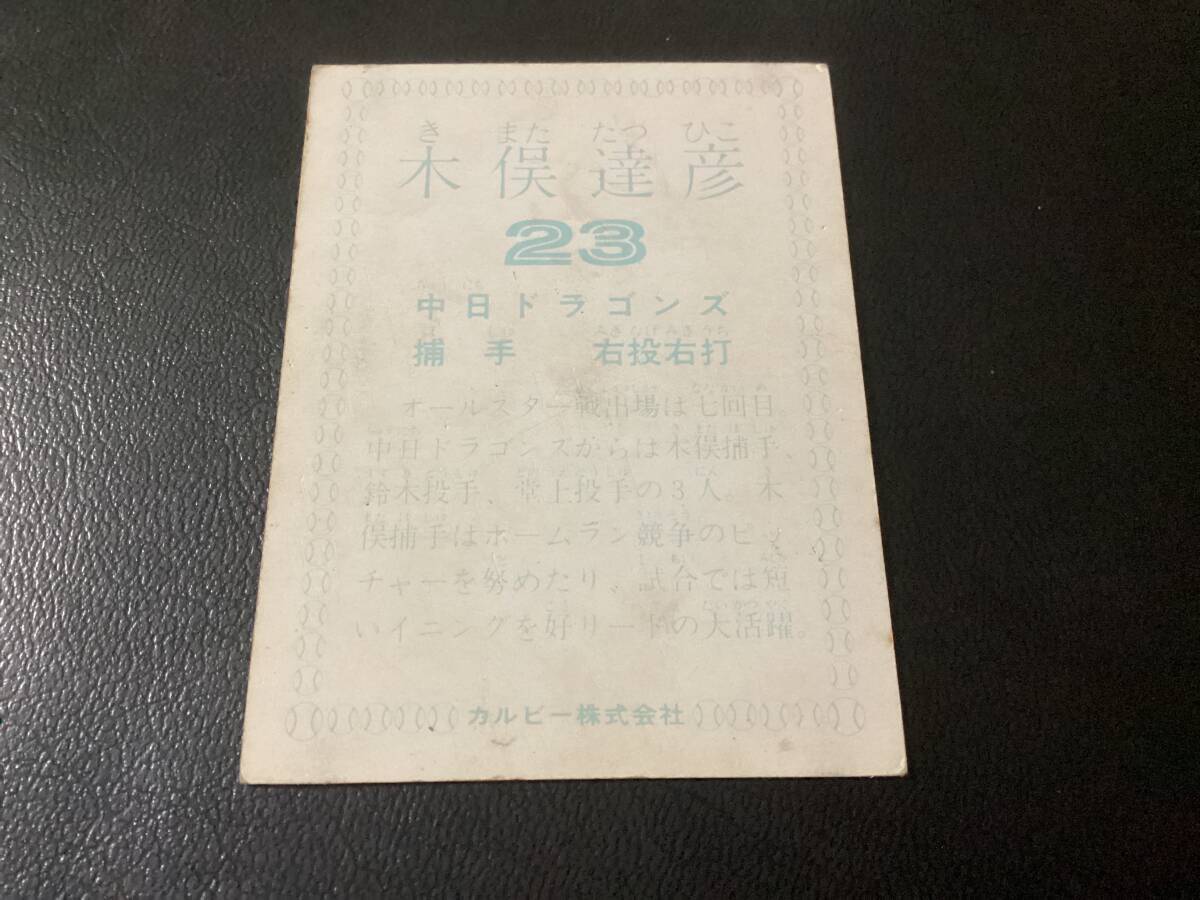 き また たつ ひこ
木俣達彦
23
中日ドラゴンズ
捕手 右投右打
オールスター戦出場は七回目。
中日ドラゴンズからは木俣捕手、
鈴木投手、堂上投手の3人。木
俣捕手はホームラン競争のピッ
チャーを努めたり、試合では短
いイニングを好リードの大活躍。
カルビー株式会社